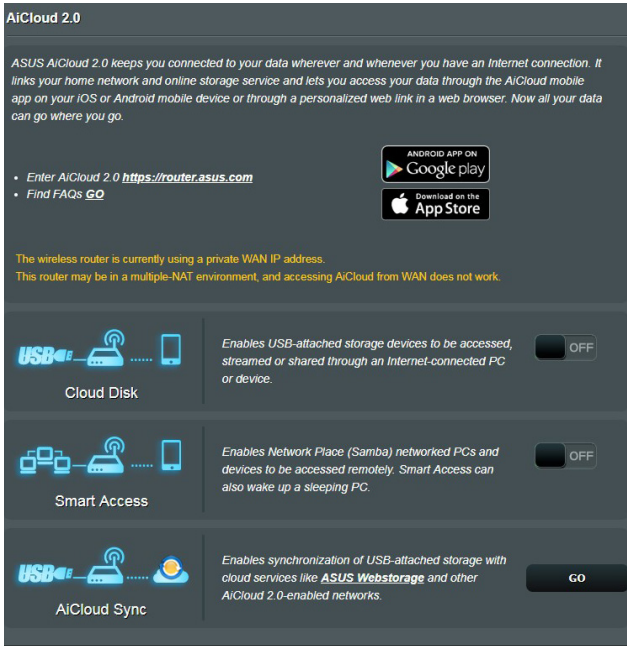 AiCloud 2.0
ASUS AiCloud 2.0 keeps you connected to your data wherever and whenever you have an Internet connection. It
links your home network and online storage service and lets you access your data through the AiCloud mobile
app on your iOS or Android mobile device or through a personalized web link in a web browser. Now all your data
can go where you go.
ANDROID APP ON
Google play
Download on the
App Store
• Enter AiCloud 2.0 https://router.asus.com
• Find FAQs GO
The wireless router is currently using a private WAN IP address.
This router may be in a multiple-NAT environment, and accessing AiCloud from WAN does not work.
USB
Cloud Disk
Enables USB-attached storage devices to be accessed,
streamed or shared through an Internet-connected PC
or device.
OFF
Smart Access
Enables Network Place (Samba) networked PCs and
devices to be accessed remotely. Smart Access can
also wake up a sleeping PC.
OFF
USB
AiCloud Sync
Enables synchronization of USB-attached storage with
cloud services like ASUS Webstorage and other
AiCloud 2.0-enabled networks.
GO